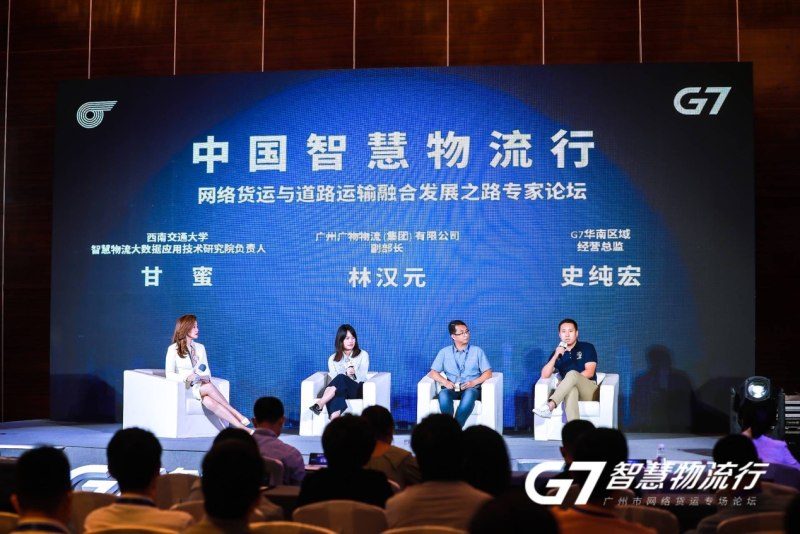 G7
中国智慧物流行
网络货运与道路运输融合发展之路专家论坛
西南交通大学
智慧物流大数据应用技术研究院负责人
甘 蜜
广州广物物流(集团)有限公司
副部长
林汉元
G7华南区域
经营总监
史纯宏
G7
G7 智慧物流行
广州市网络货运专场论坛